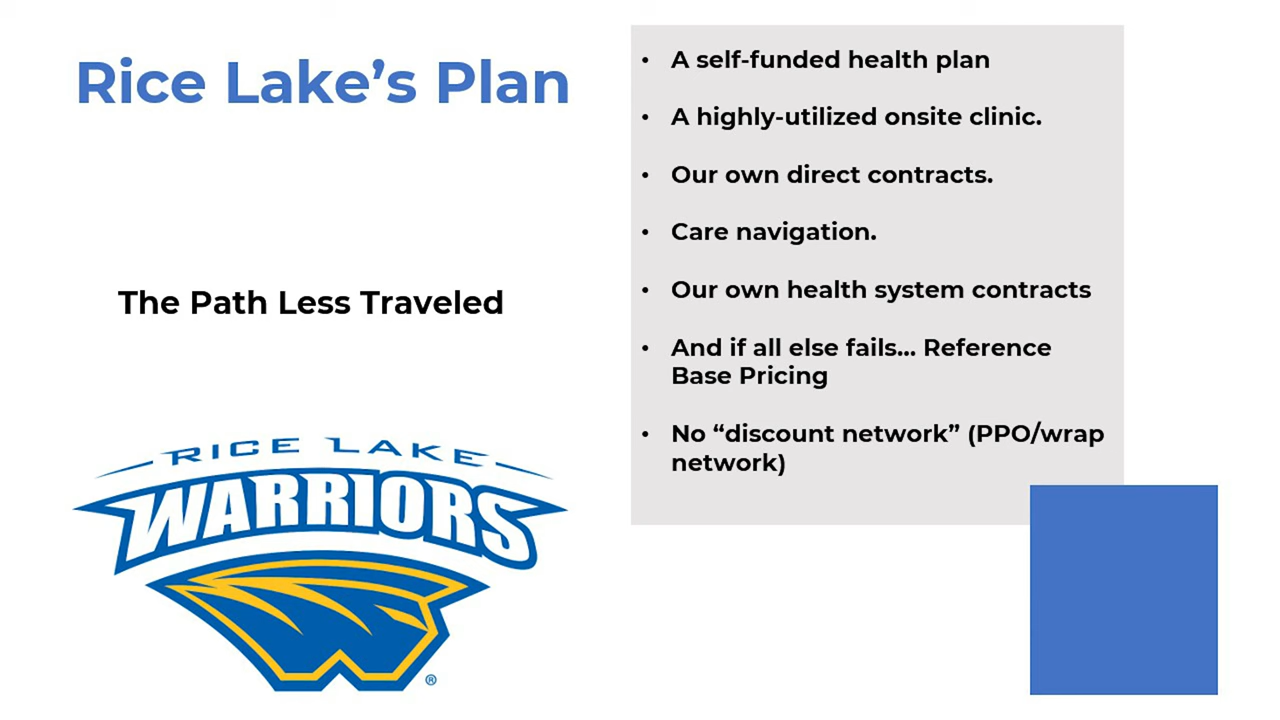 Rice Lake’s Plan
The Path Less Traveled
RICE LAKE
WARRIORS
®
• A self-funded health plan
• A highly-utilized onsite clinic.
• Our own direct contracts.
• Care navigation.
• Our own health system contracts
• And if all else fails... Reference
Base Pricing
• No “discount network” (PPO/wrap
network)